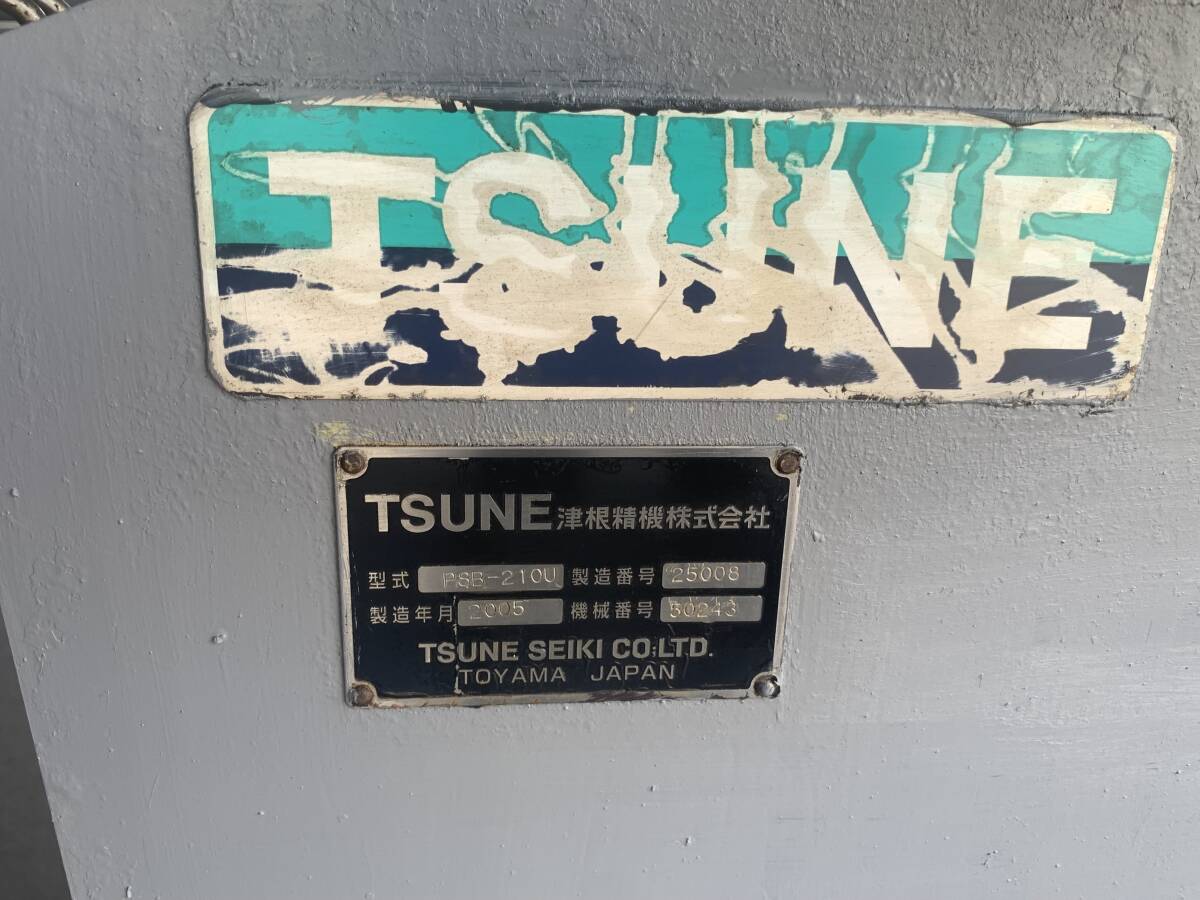 TSUNE
TSUNE 津根精機株式会社
型式 PSB-210U 製造番号 25008
製造年月 2005 機械番号 50243
TSUNE SEIKI CO.LTD.
TOYAMA JAPAN